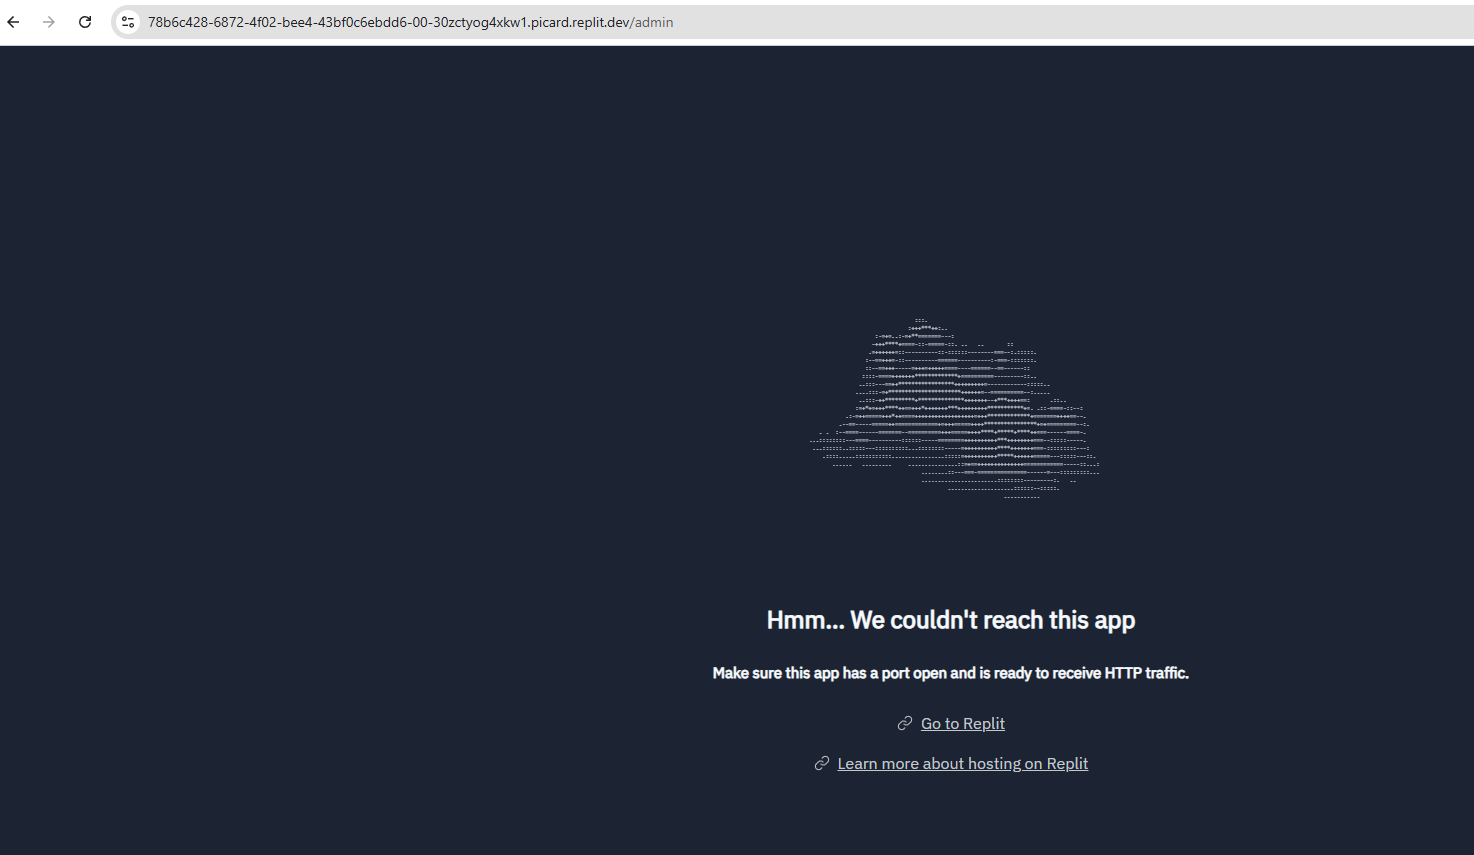 78b6c428-6872-4f02-bee4-43bf0c6ebdd6-00-30zctyog4xkw1.picard.replit.dev/admin
Hmm... We couldn't reach this app
Make sure this app has a port open and is ready to receive HTTP traffic.
Go to Replit
Learn more about hosting on Replit